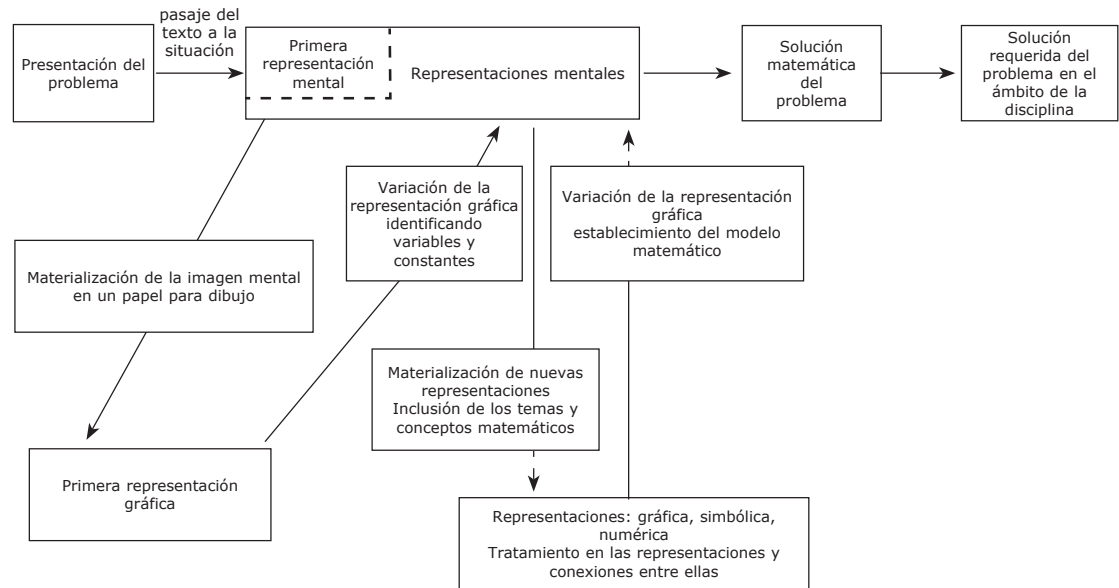 pasaje del
texto a la
situación
Presentación del
problema
Primera
representación
mental
Representaciones mentales
Solución
matemática
del
problema
Solución
requerida del
problema en el
ámbito de la
disciplina
Variación de la
representación gráfica
identificando
variables y
constantes
Variación de la representación
gráfica
establecimiento del modelo
matemático
Materialización de la imagen mental
en un papel para dibujo
Materialización de nuevas
representaciones
Inclusión de los temas y
conceptos matemáticos
Primera representación
gráfica
Representaciones: gráfica, simbólica,
numérica
Tratamiento en las representaciones y
conexiones entre ellas